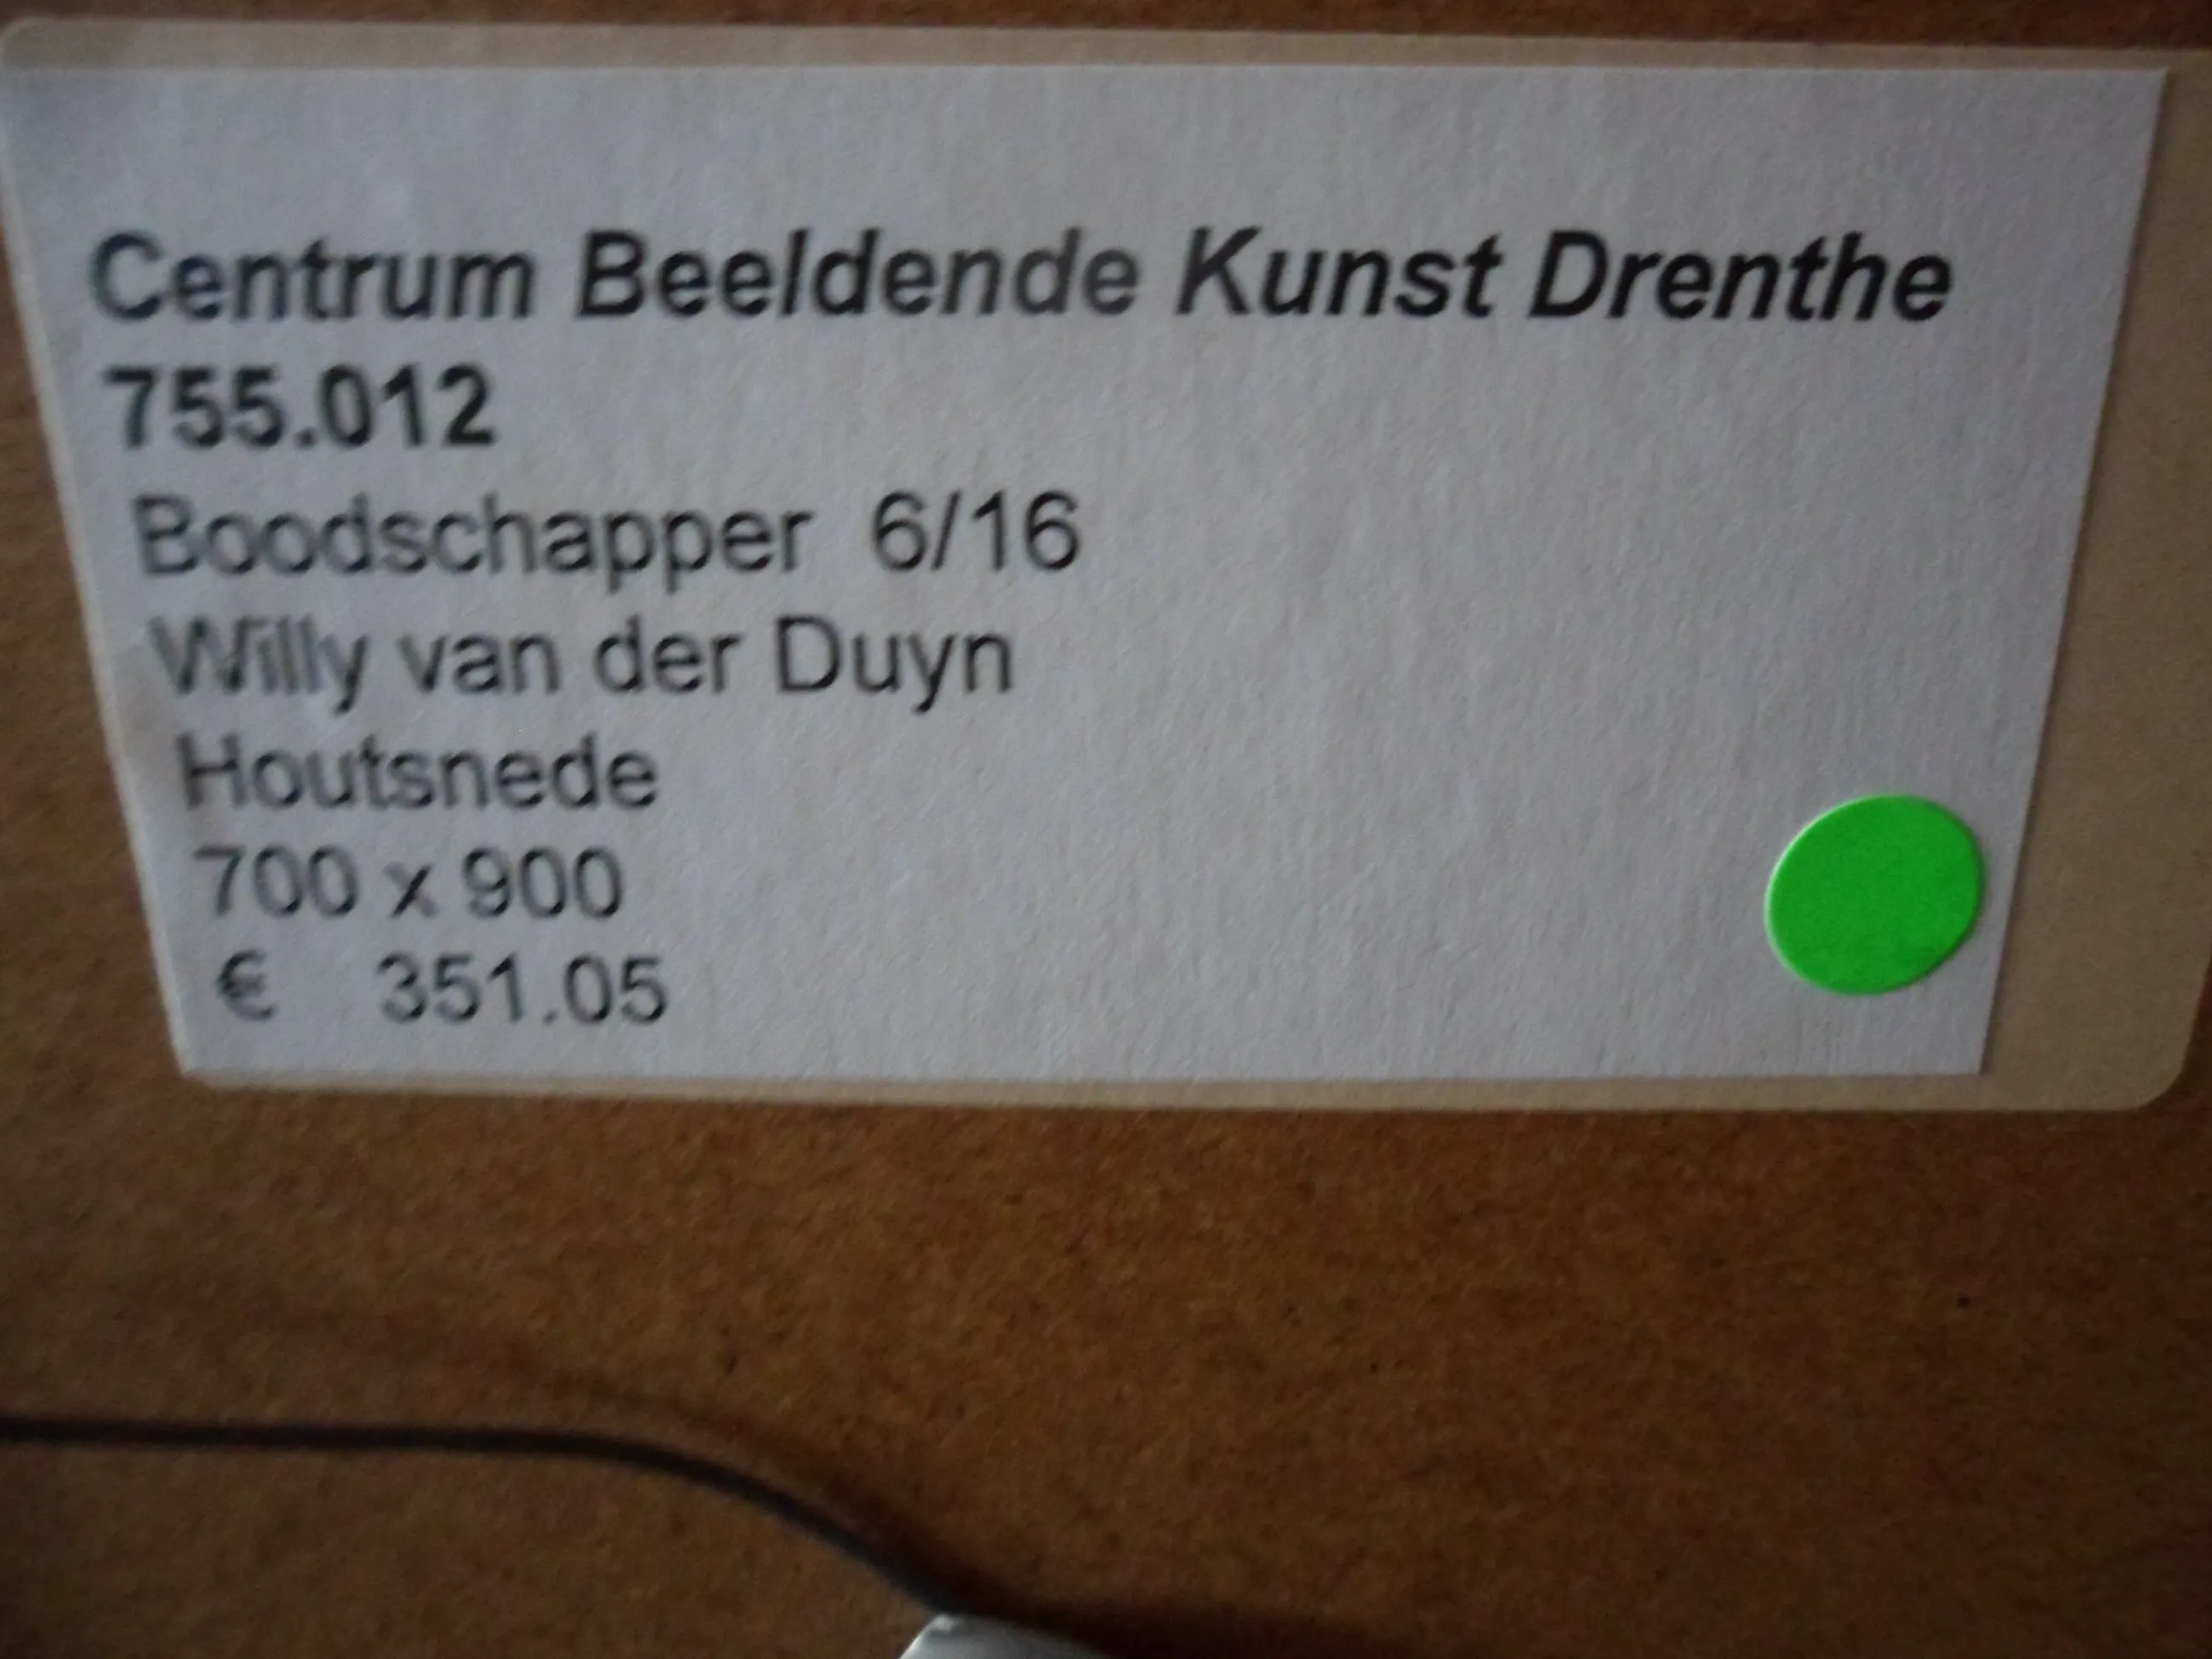 Centrum Beeldende Kunst Drenthe
755.012
Boodschapper 6/16
Willy van der Duyn
Houtsnede
700 x 900
€ 351.05